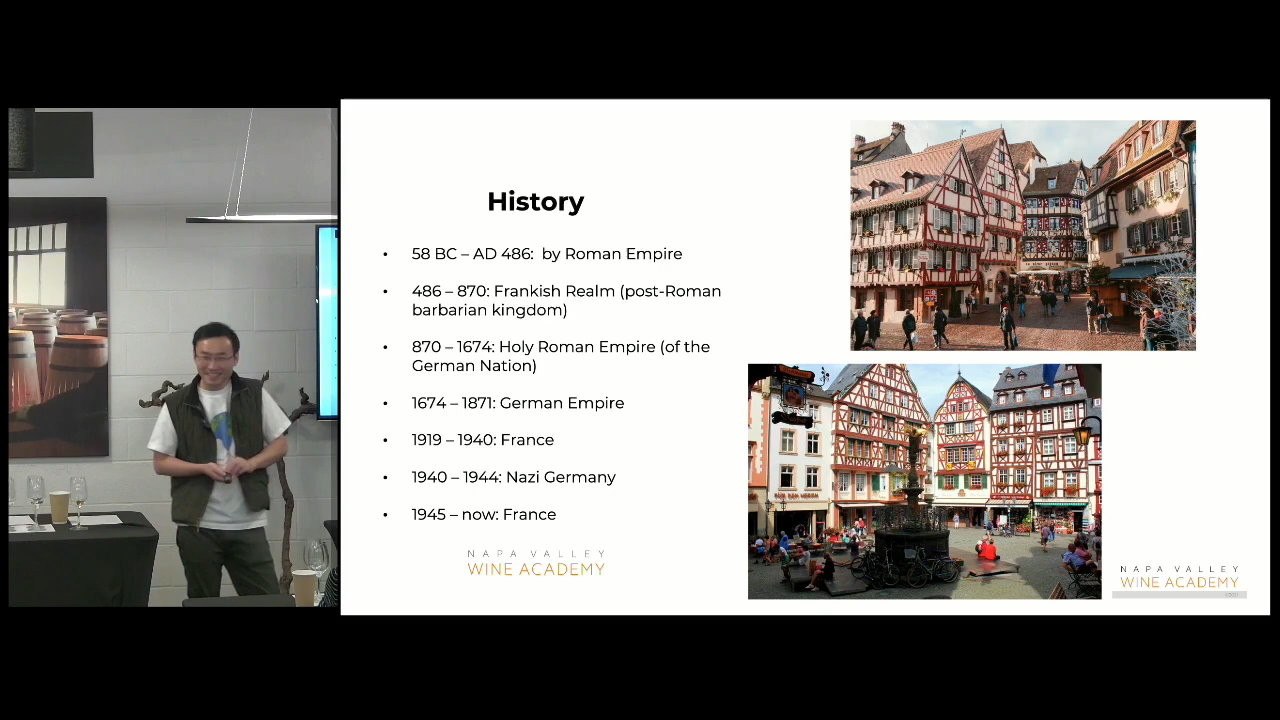 History
• 58 BC – AD 486:  by Roman Empire
• 486 – 870: Frankish Realm (post-Roman
barbarian kingdom)
• 870 – 1674: Holy Roman Empire (of the
German Nation)
• 1674 – 1871: German Empire
• 1919 – 1940: France
• 1940 – 1944: Nazi Germany
• 1945 – now: France
NAPA VALLEY
WINE ACADEMY
NAPA VALLEY
WINE ACADEMY